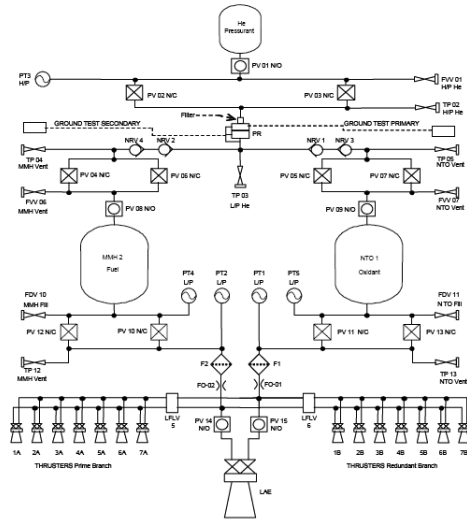 He
Pressurant
PV 01 N/O
PT3
H/P
FVV 01
H/P He
PV 02 N/C
PV 03 N/C
TP 02
H/P He
Filter
GROUND TEST SECONDARY
GROUND TEST PRIMARY
PR
TP 04
MMH Vent
NRV 4
NRV 2
NRV 1
NRV 3
TP 05
NTO Vent
TP 03
L/P He
PV 04 N/C
PV 06 N/C
PV 05 N/C
PV 07 N/C
FVV 06
MMH Vent
FVV 07
NTO Vent
PV 08 N/O
PV 09 N/O
MMH 2
Fuel
NTO 1
Oxidant
PT4
L/P
PT2
L/P
PT1
L/P
PT5
L/P
FDV 10
MMH Fill
FDV 11
NTO Fill
PV 12 N/C
PV 10 N/C
PV 11 N/C
PV 13 N/C
TP 12
MMH Vent
TP 13
NTO Vent
F2
F1
FO-02
FO-01
LFLV
5
LFLV
6
PV 14
N/O
PV 15
N/O
1A 2A 3A 4A 5A 6A 7A
1B 2B 3B 4B 5B 6B 7B
THRUSTERS Prime Branch
THRUSTERS Redundant Branch
LAE